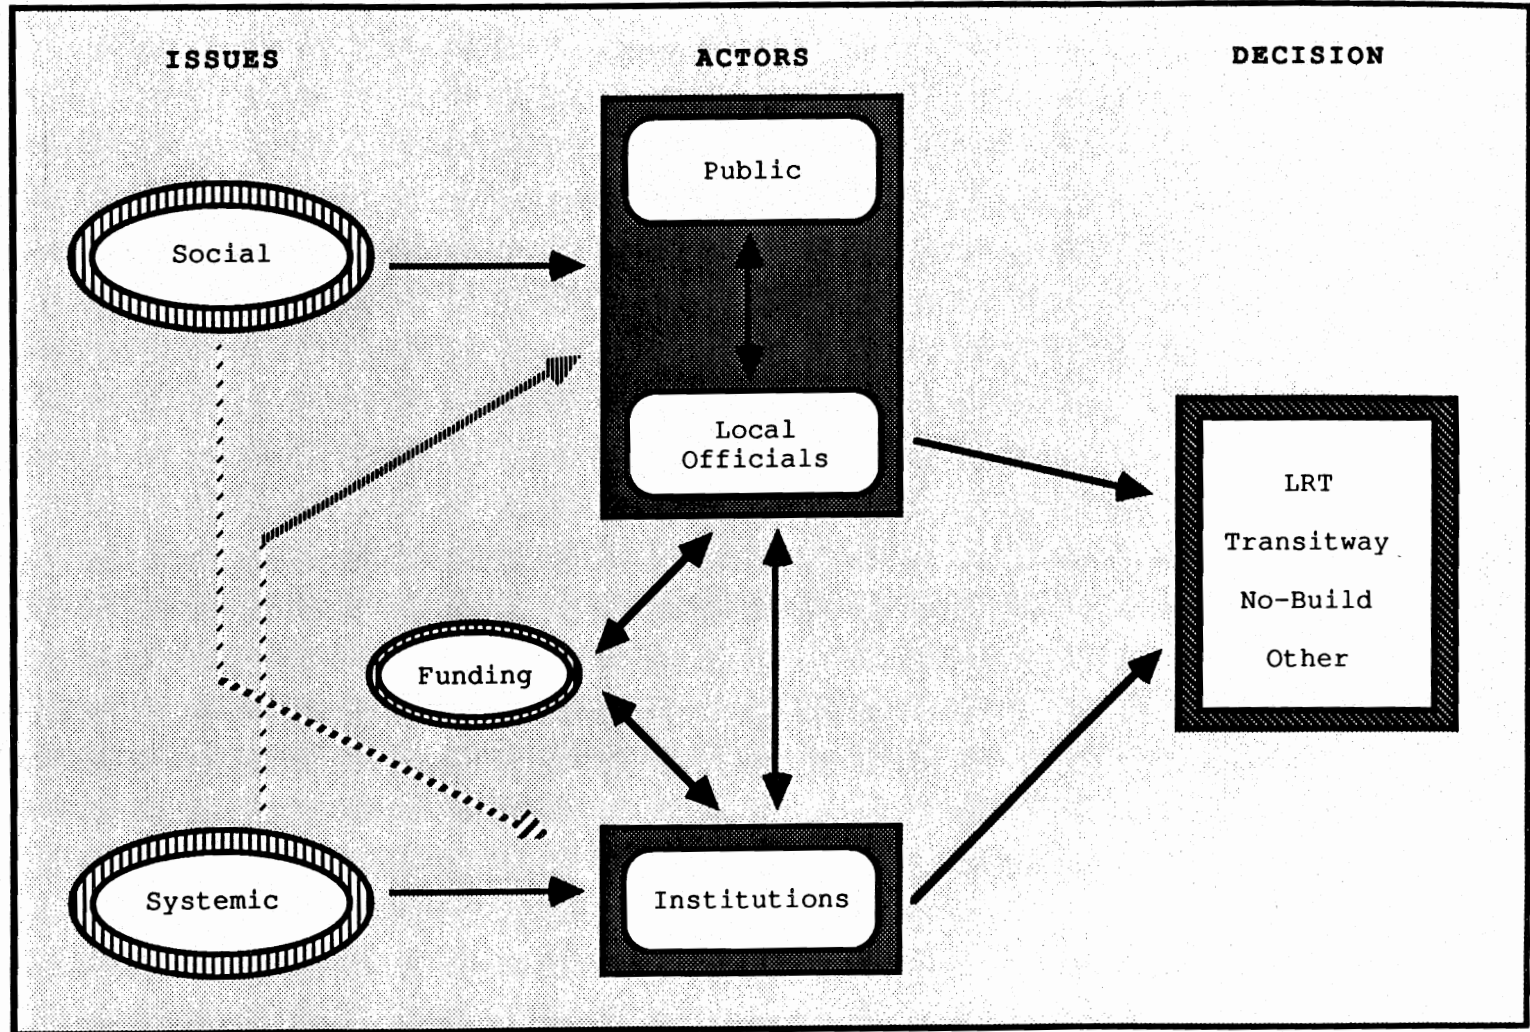 ISSUES
ACTORS
DECISION
Public
Social
Local
Officials
LRT
Transitway
No-Build
Other
Funding
Systemic
Institutions